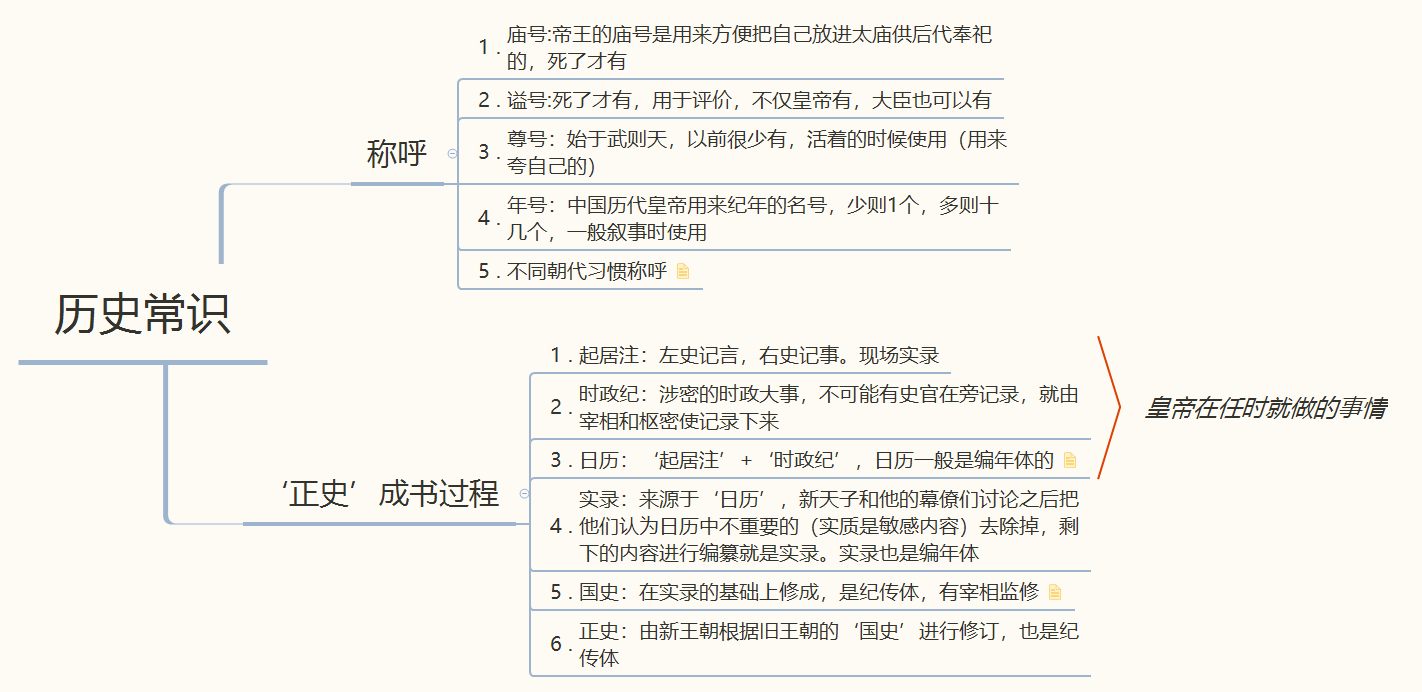 历史常识
称呼
1 . 庙号:帝王的庙号是用来方便把自己放进太庙供后代奉祀
的，死了才有
2 . 谥号:死了才有，用于评价，不仅皇帝有，大臣也可以有
3 . 尊号：始于武则天，以前很少有，活着的时候使用（用来
夸自己的）
4 . 年号：中国历代皇帝用来纪年的名号，少则1个，多则十
几个，一般叙事时使用
5 . 不同朝代习惯称呼
‘正史’成书过程
1 . 起居注：左史记言，右史记事。现场实录
2 . 时政纪：涉密的时政大事，不可能有史官在旁记录，就由
宰相和枢密使记录下来
3 . 日历：‘起居注’+‘时政纪’，日历一般是编年体的
4 . 实录：来源于‘日历’，新天子和他的幕僚们讨论之后把
他们认为日历中不重要的（实质是敏感内容）去除掉，剩
下的内容进行编纂就是实录。实录也是编年体
5 . 国史：在实录的基础上修成，是纪传体，有宰相监修
6 . 正史：由新王朝根据旧王朝的‘国史’进行修订，也是纪
传体
皇帝在任时就做的事情